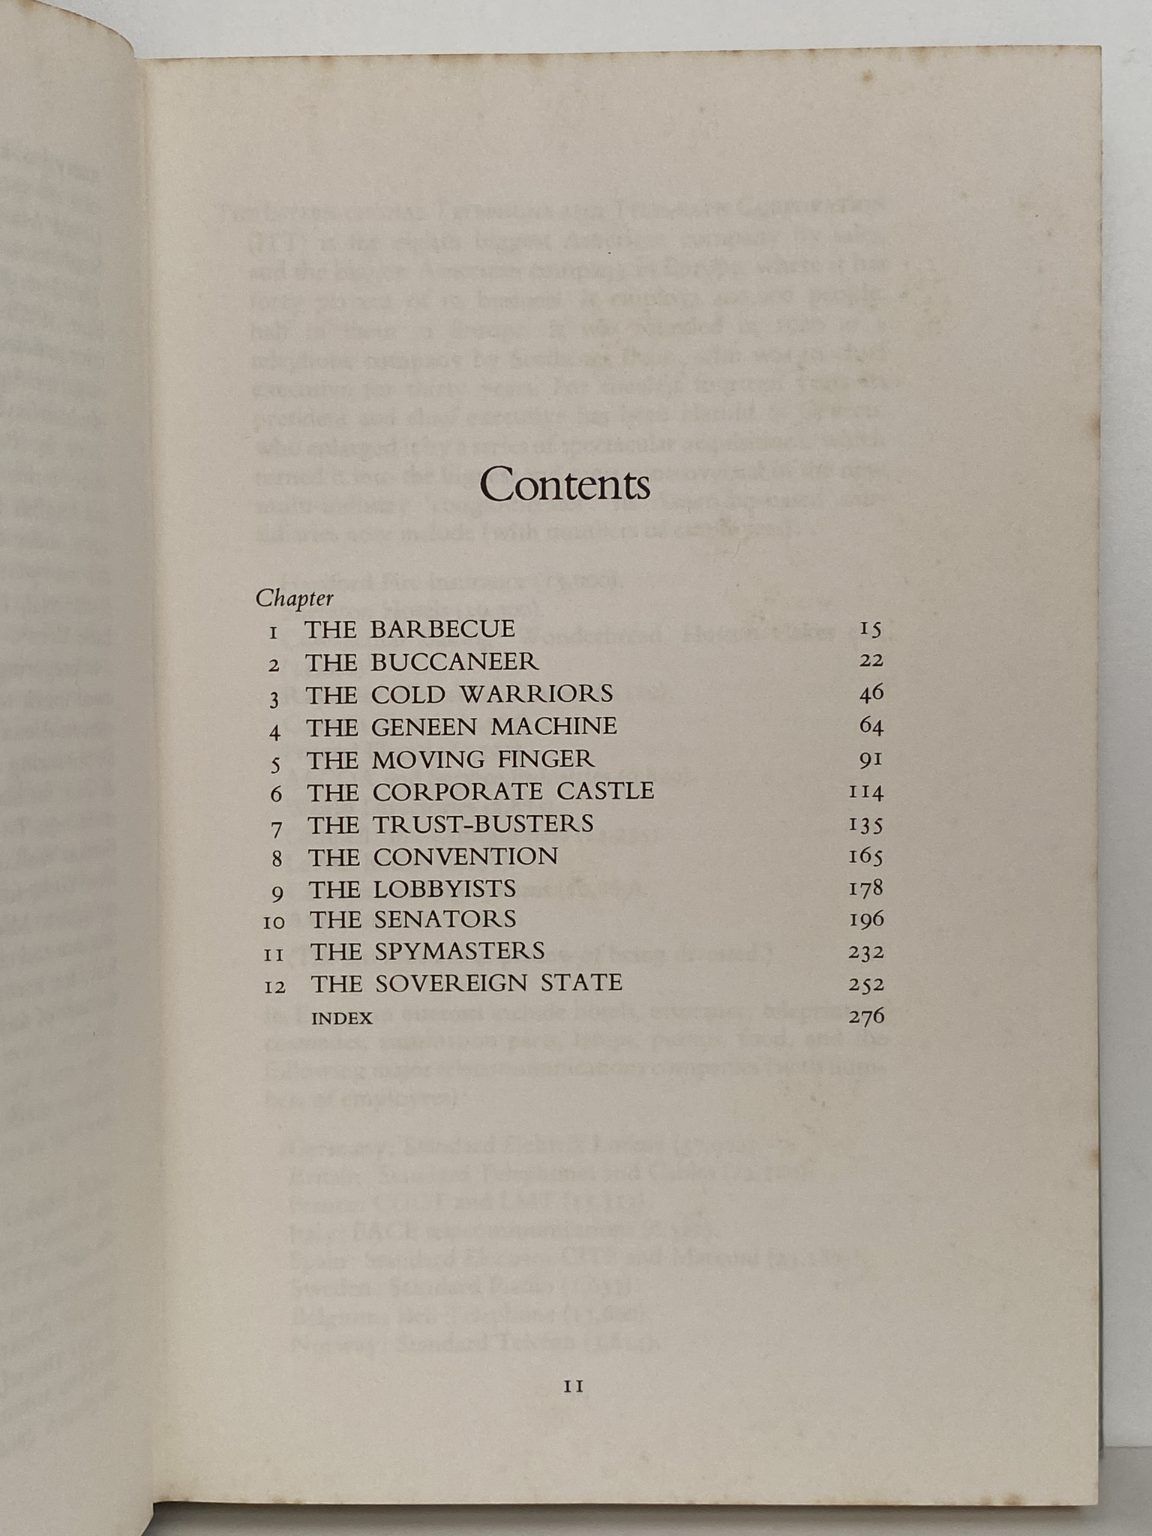 Contents
Chapter
1 THE BARBECUE 15
2 THE BUCCANEER 22
3 THE COLD WARRIORS 46
4 THE GENEEN MACHINE 64
5 THE MOVING FINGER 91
6 THE CORPORATE CASTLE 114
7 THE TRUST-BUSTERS 135
8 THE CONVENTION 165
9 THE LOBBYISTS 178
10 THE SENATORS 196
11 THE SPYMASTERS 232
12 THE SOVEREIGN STATE 252
INDEX 276
11